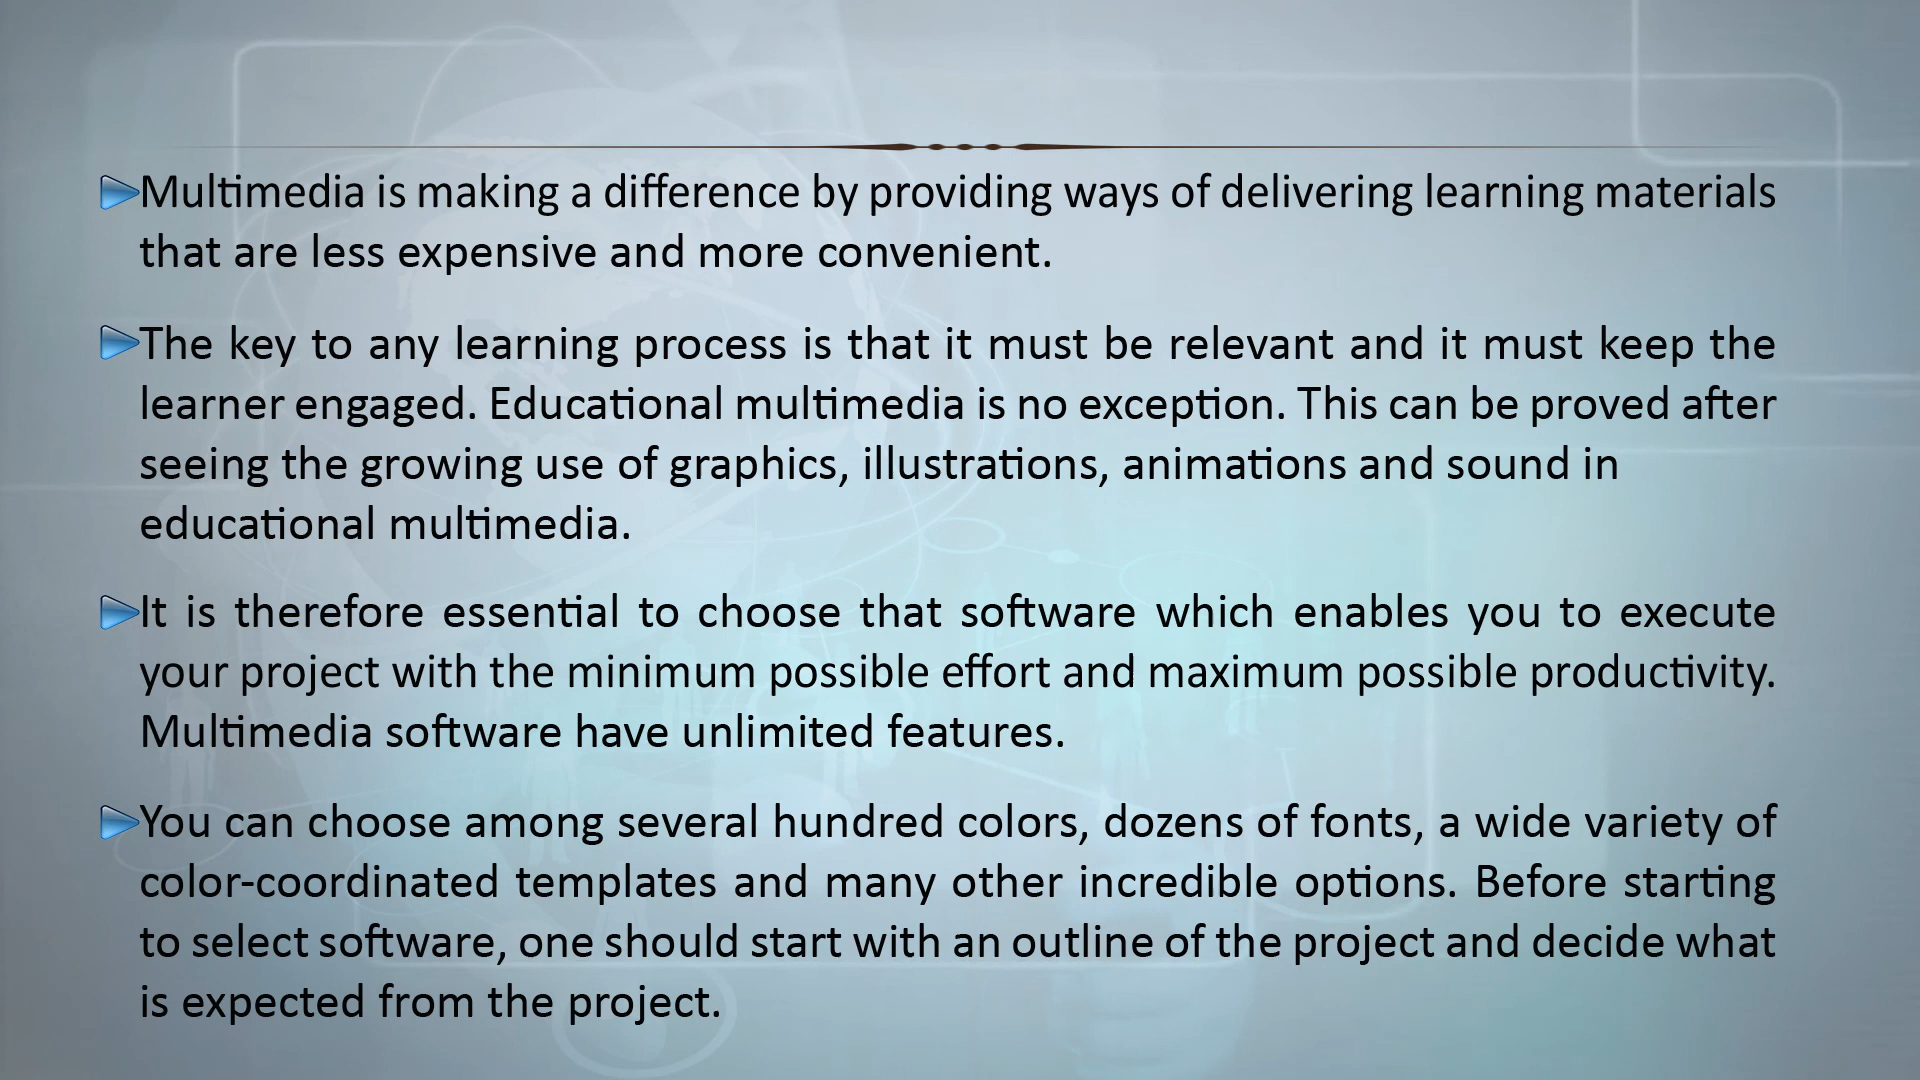 Multimedia is making a difference by providing ways of delivering learning materials
that are less expensive and more convenient.
The key to any learning process is that it must be relevant and it must keep the
learner engaged. Educational multimedia is no exception. This can be proved after
seeing the growing use of graphics, illustrations, animations and sound in
educational multimedia.
It is therefore essential to choose that software which enables you to execute
your project with the minimum possible effort and maximum possible productivity.
Multimedia software have unlimited features.
You can choose among several hundred colors, dozens of fonts, a wide variety of
color-coordinated templates and many other incredible options. Before starting
to select software, one should start with an outline of the project and decide what
is expected from the project.